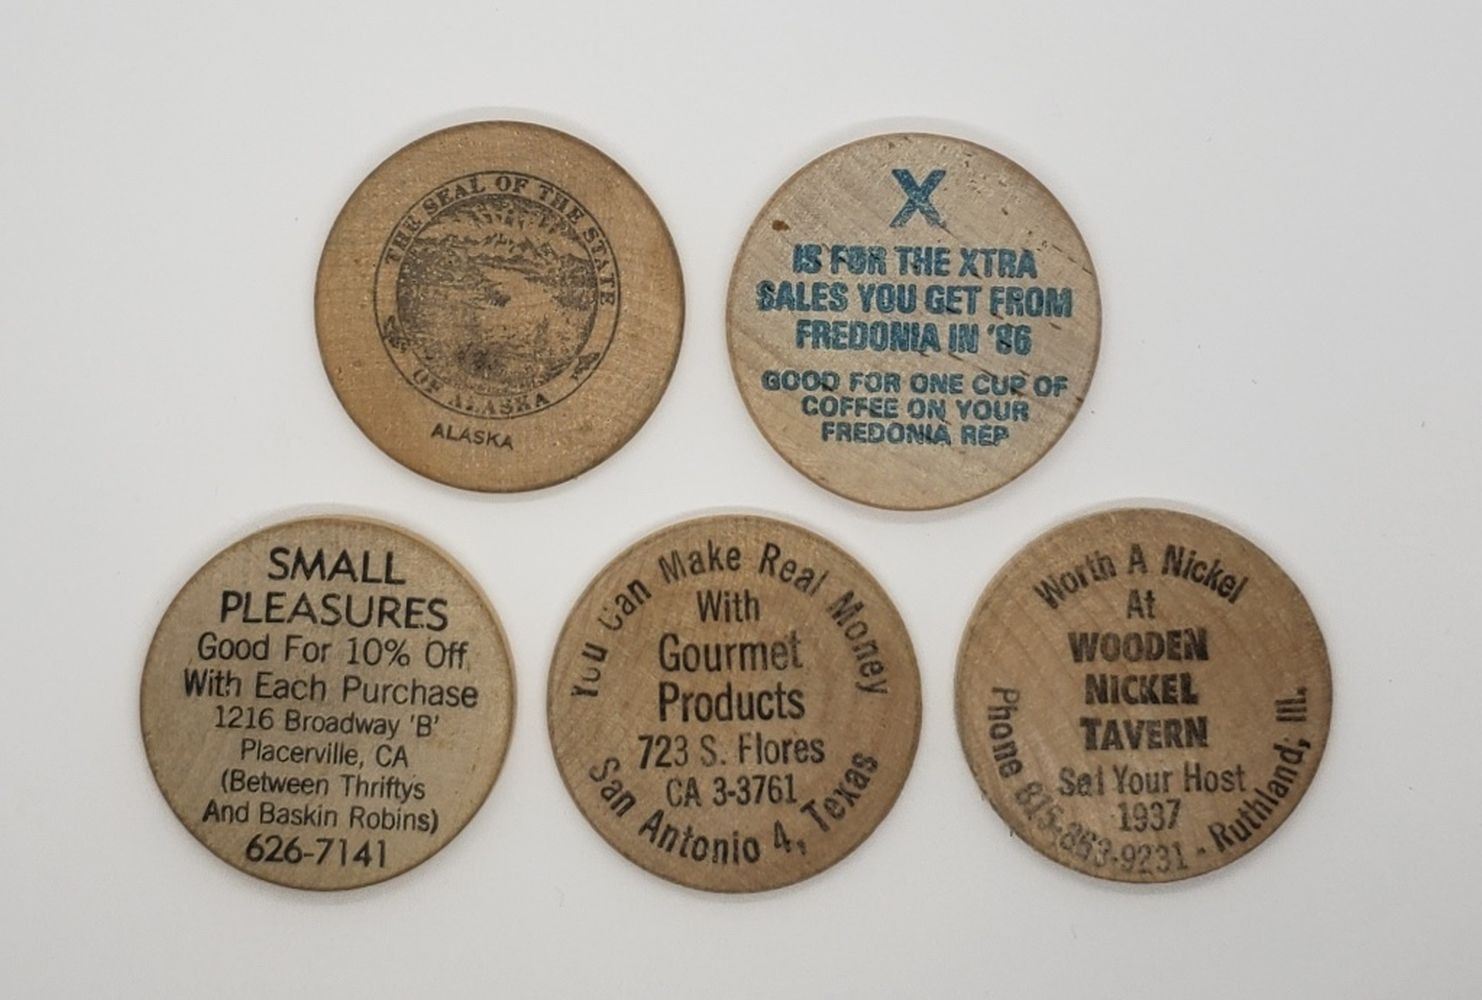 THE SEAL OF THE STATE
OF ALASKA
ALASKA
X
IS FOR THE XTRA
SALES YOU GET FROM
FREDONIA IN '86
GOOD FOR ONE CUP OF
COFFEE ON YOUR
FREDONIA REP
SMALL
PLEASURES
Good For 10% Off
With Each Purchase
1216 Broadway 'B'
Placerville, CA
(Between Thriftys
And Baskin Robins)
626-7141
You Can Make Real Money
With
Gourmet
Products
723 S. Flores
CA 3-3761
San Antonio 4, Texas
Worth A Nickel
At
WOODEN
NICKEL
TAVERN
Sal Your Host
1937
Phone 815-863-9231 - Ruthland, Ill.